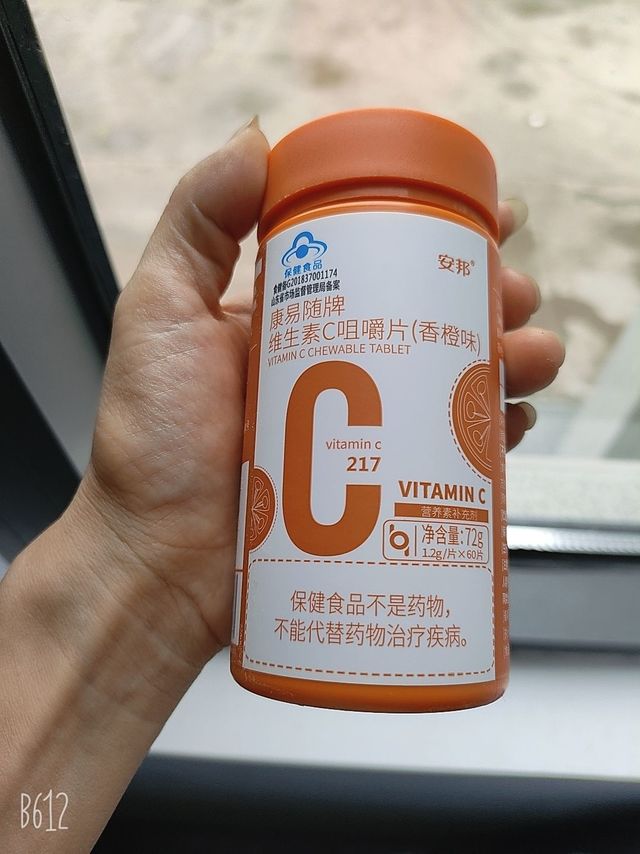 保健食品
食健备G201837001174
山东省市场监督管理局备案
安邦®
康易随牌
维生素C咀嚼片(香橙味)
VITAMIN C CHEWABLE TABLET
C
vitamin c
217
VITAMIN C
营养素补充剂
净含量:72g
1.2g/片×60片
保健食品不是药物，
不能代替药物治疗疾病。
B612